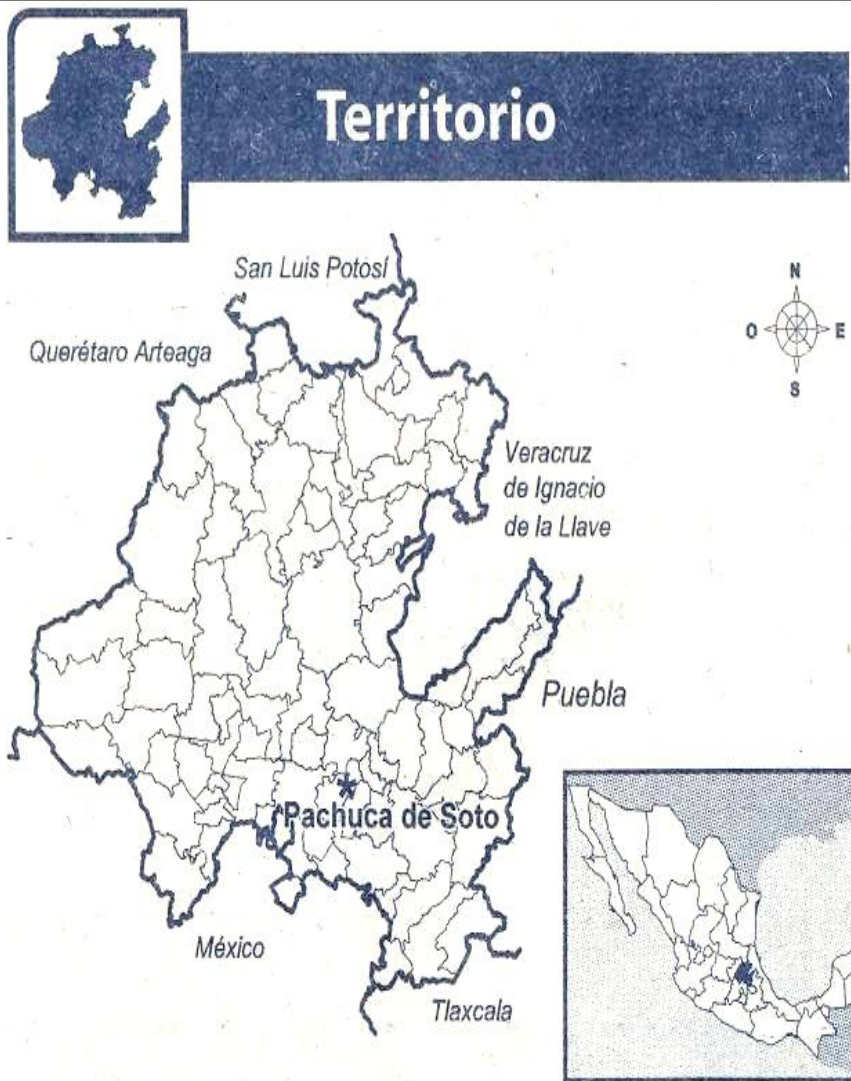 Territorio
San Luis Potosí
N
Querétaro Arteaga
O
E
S
Veracruz
de Ignacio
de la Llave
Puebla
Pachuca de Soto
México
Tlaxcala